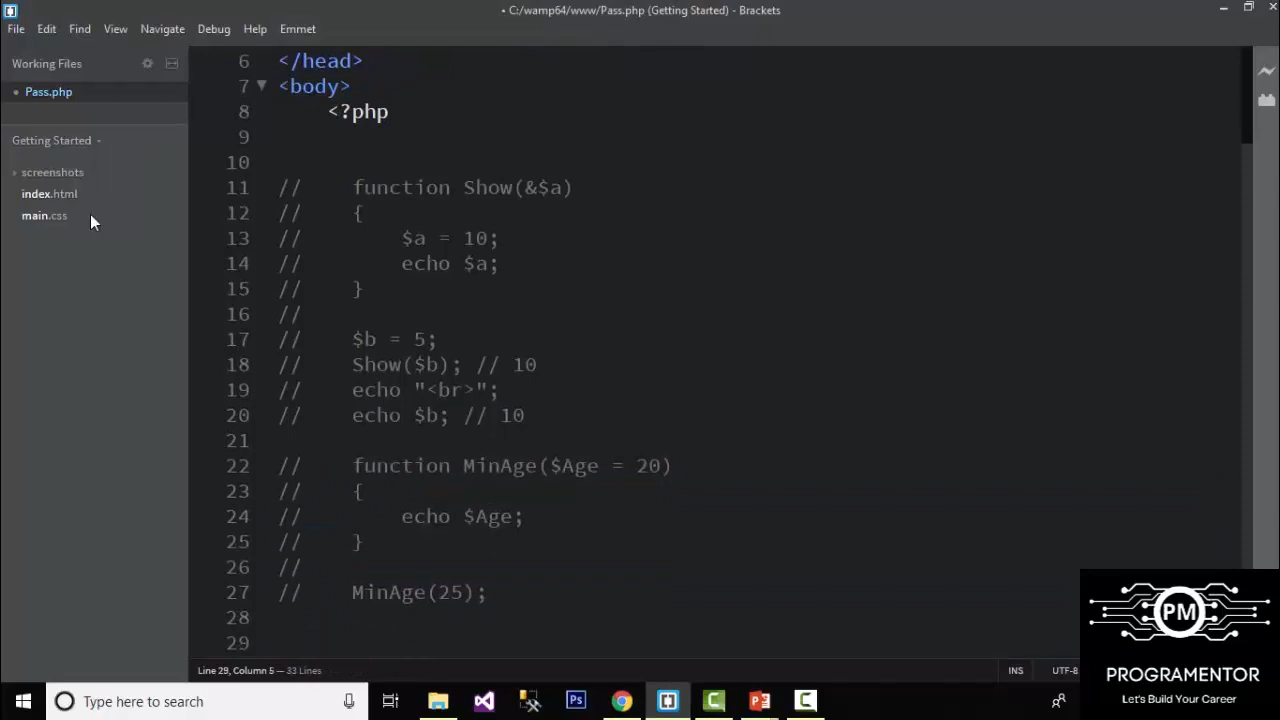 • C:/wamp64/www/Pass.php (Getting Started) - Brackets
File Edit Find View Navigate Debug Help Emmet
Working Files
• Pass.php
Getting Started
screenshots
index.html
main.css
6 </head>
7 <body>
8 <?php
9
10
11 // function Show(&$a)
12 // {
13 // $a = 10;
14 // echo $a;
15 // }
16 //
17 // $b = 5;
18 // Show($b); // 10
19 // echo "<br>";
20 // echo $b; // 10
21
22 // function MinAge($Age = 20)
23 // {
24 // echo $Age;
25 // }
26 //
27 // MinAge(25);
28
29
Line 29, Column 5 — 33 Lines
INS UTF-8
PM
PROGRAMENTOR
Let's Build Your Career
Type here to search
Ps